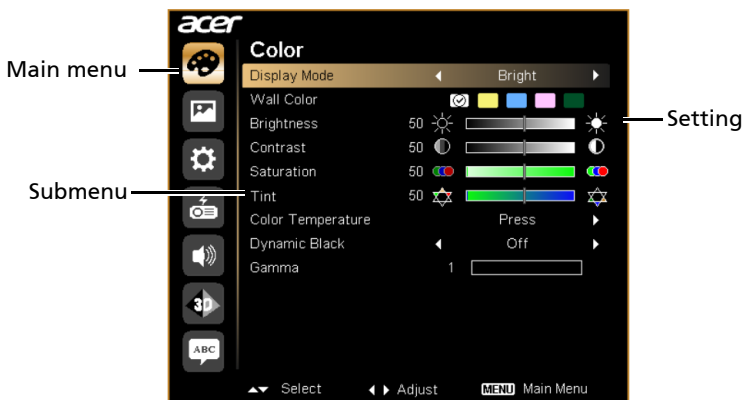 acer
Color
Main menu
Display Mode Bright
Wall Color
Brightness 50
Setting
Contrast 50
Saturation 50
Submenu
Tint 50
Color Temperature Press
Dynamic Black Off
Gamma 1
3D
ABC
Select Adjust MENU Main Menu